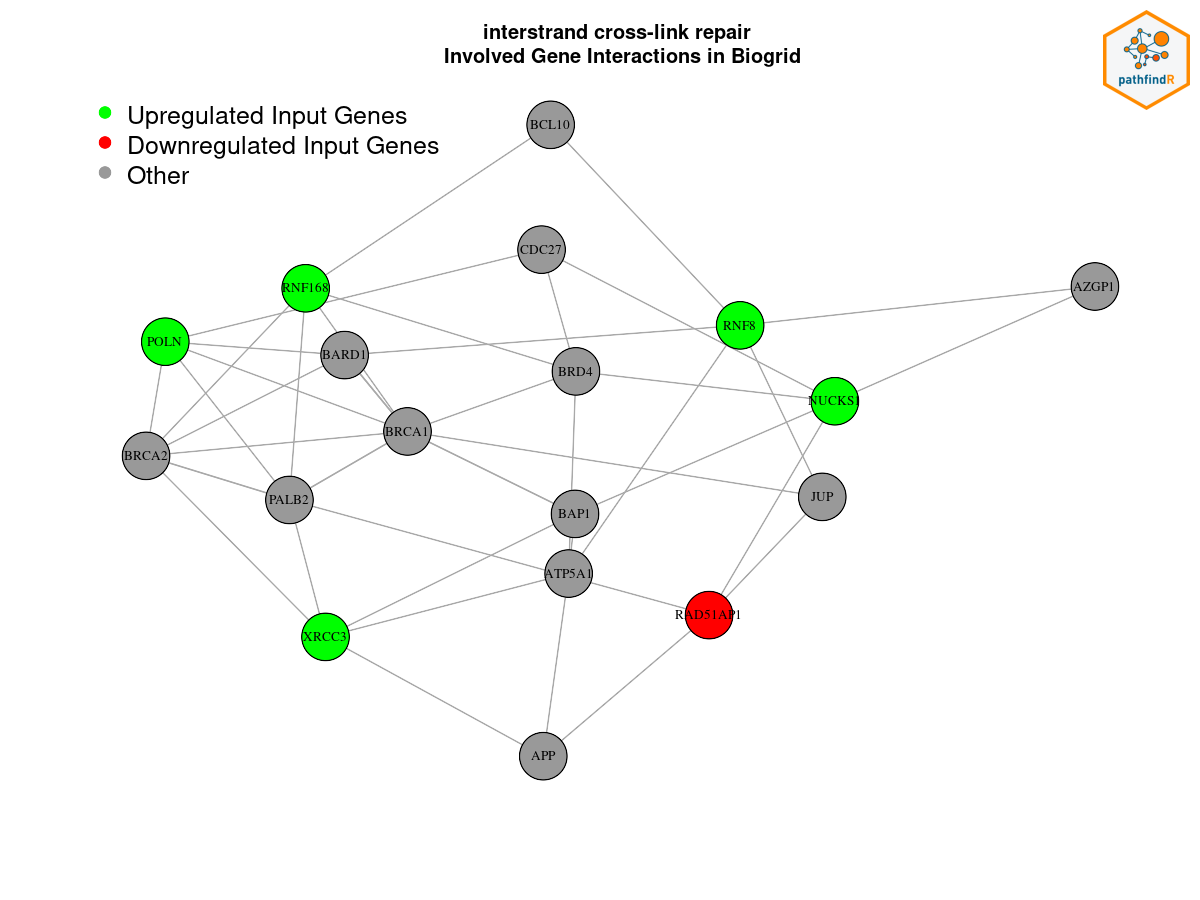 interstrand cross-link repair
Involved Gene Interactions in Biogrid
pathfindR
Upregulated Input Genes
Downregulated Input Genes
Other
BCL10
CDC27
RNF168
AZGP1
RNF8
POLN
BARD1
BRD4
NUCKS1
BRCA1
BRCA2
PALB2
JUP
BAP1
ATP5A1
RAD51AP1
XRCC3
APP